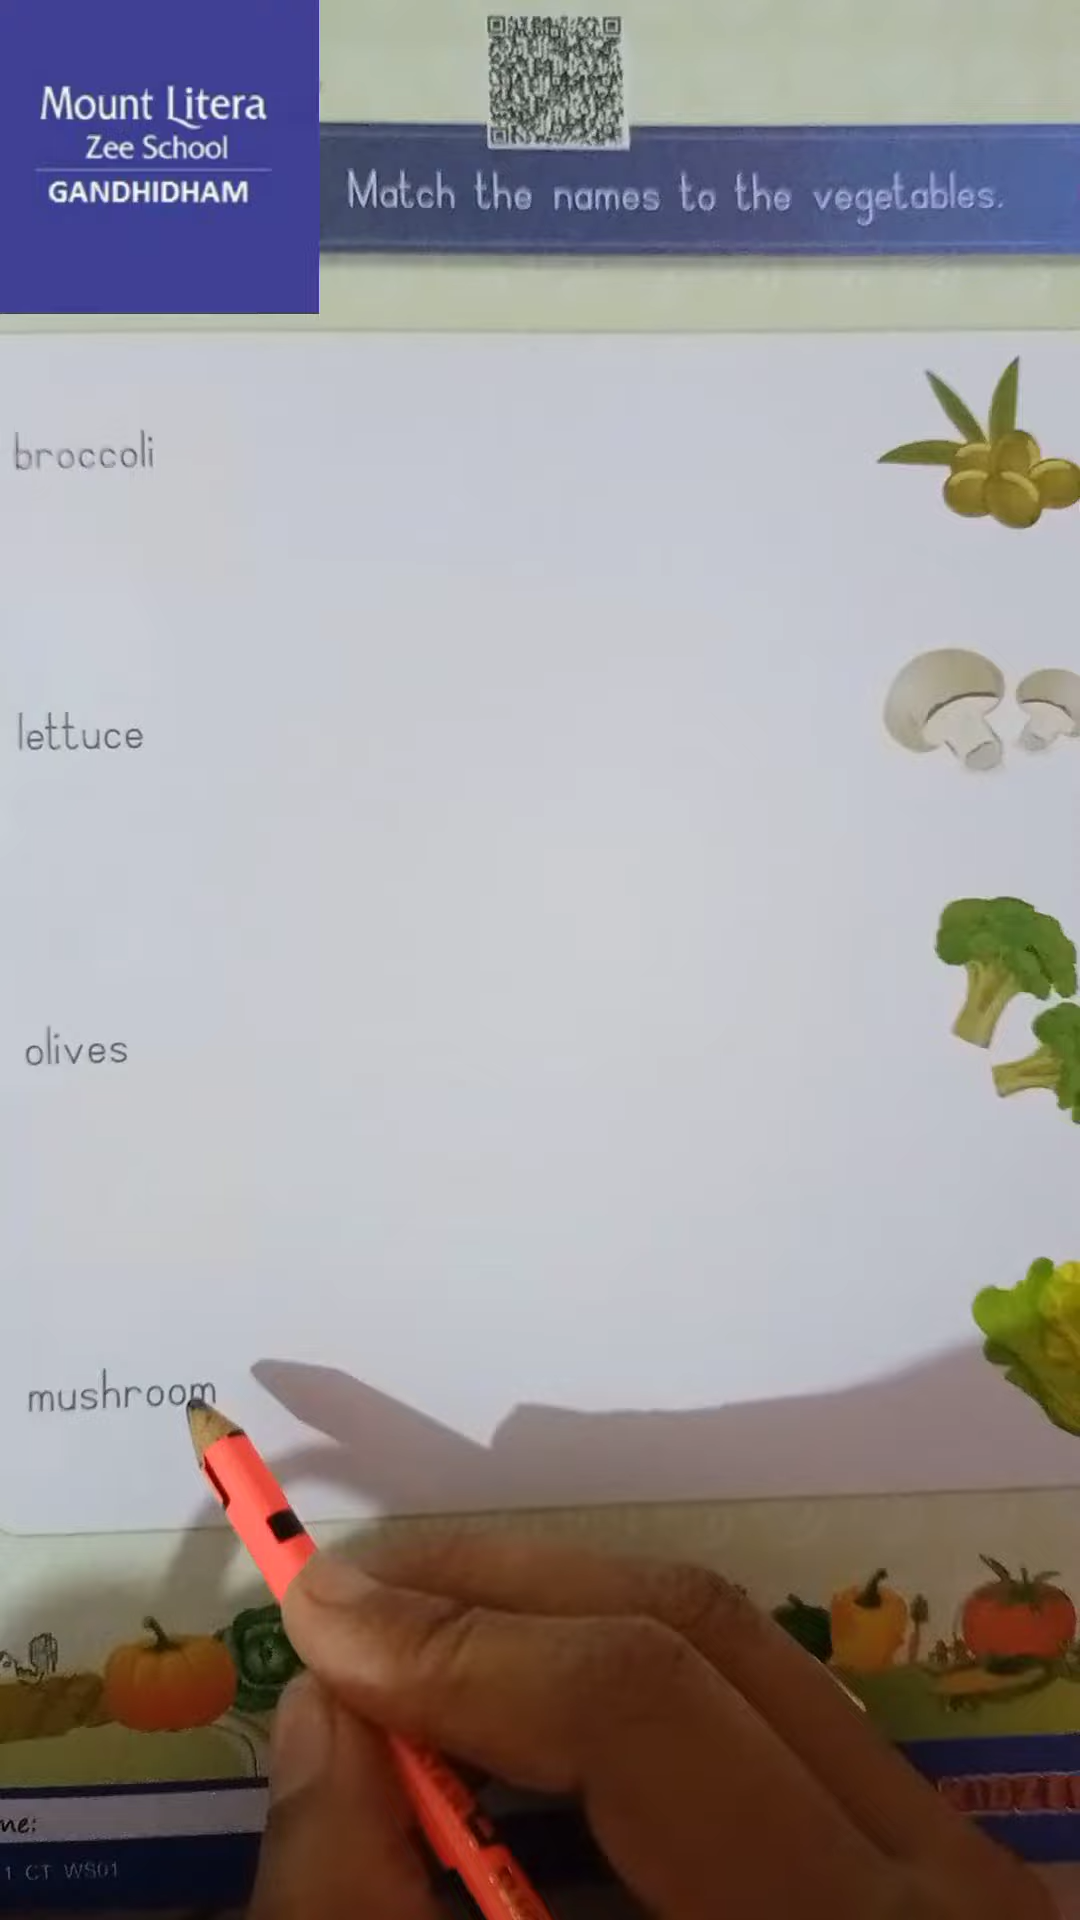 Mount Litera
Zee School
GANDHIDHAM
Match the names to the vegetables.
broccoli
lettuce
olives
mushroom
me:
1 CT WS01